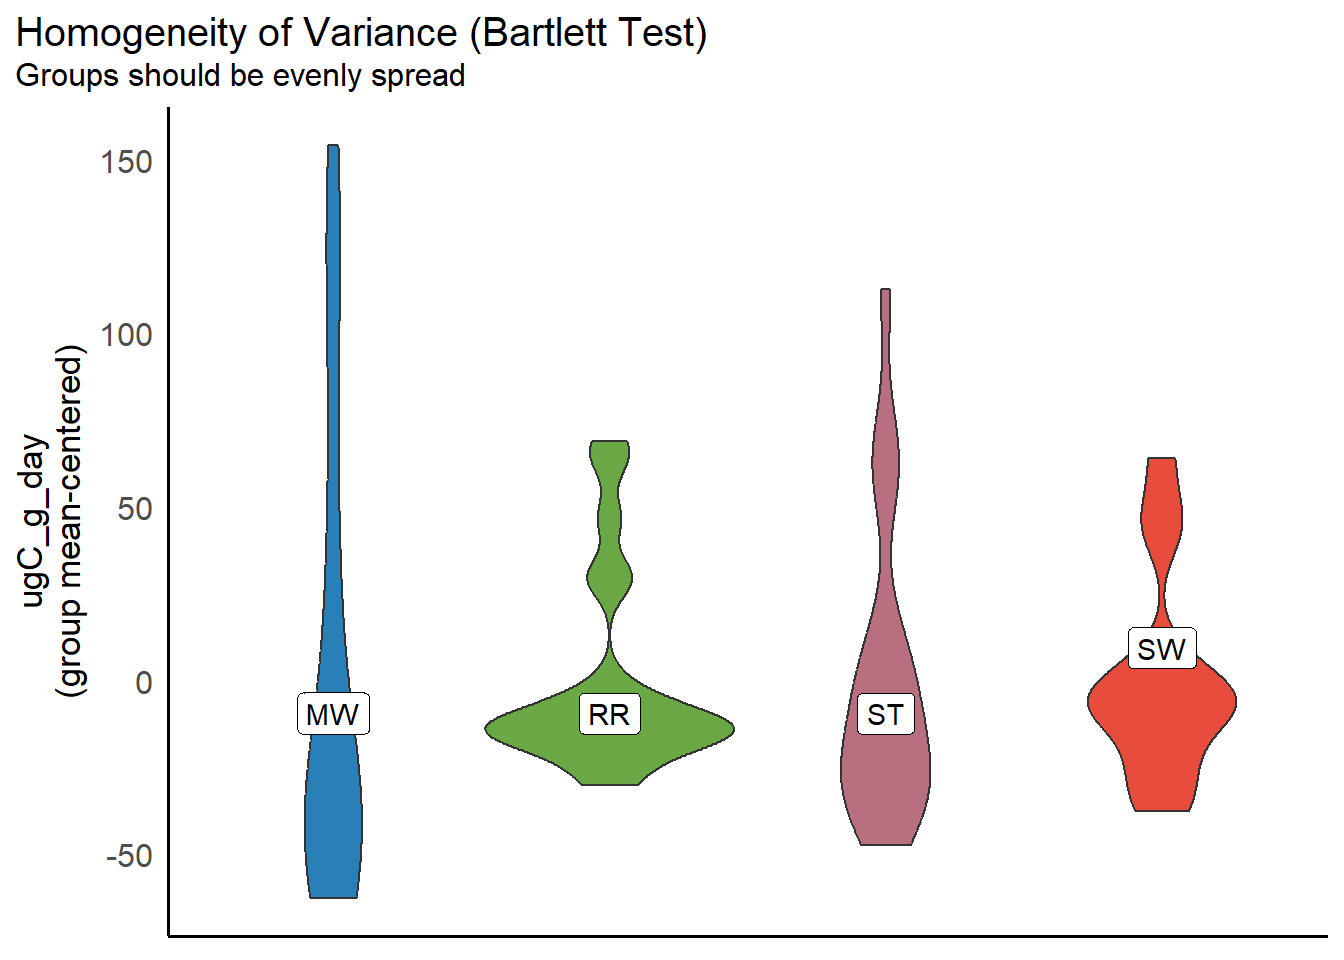 Homogeneity of Variance (Bartlett Test)
Groups should be evenly spread
150
100
50
0
-50
ugC_g_day
(group mean-centered)
MW
RR
ST
SW